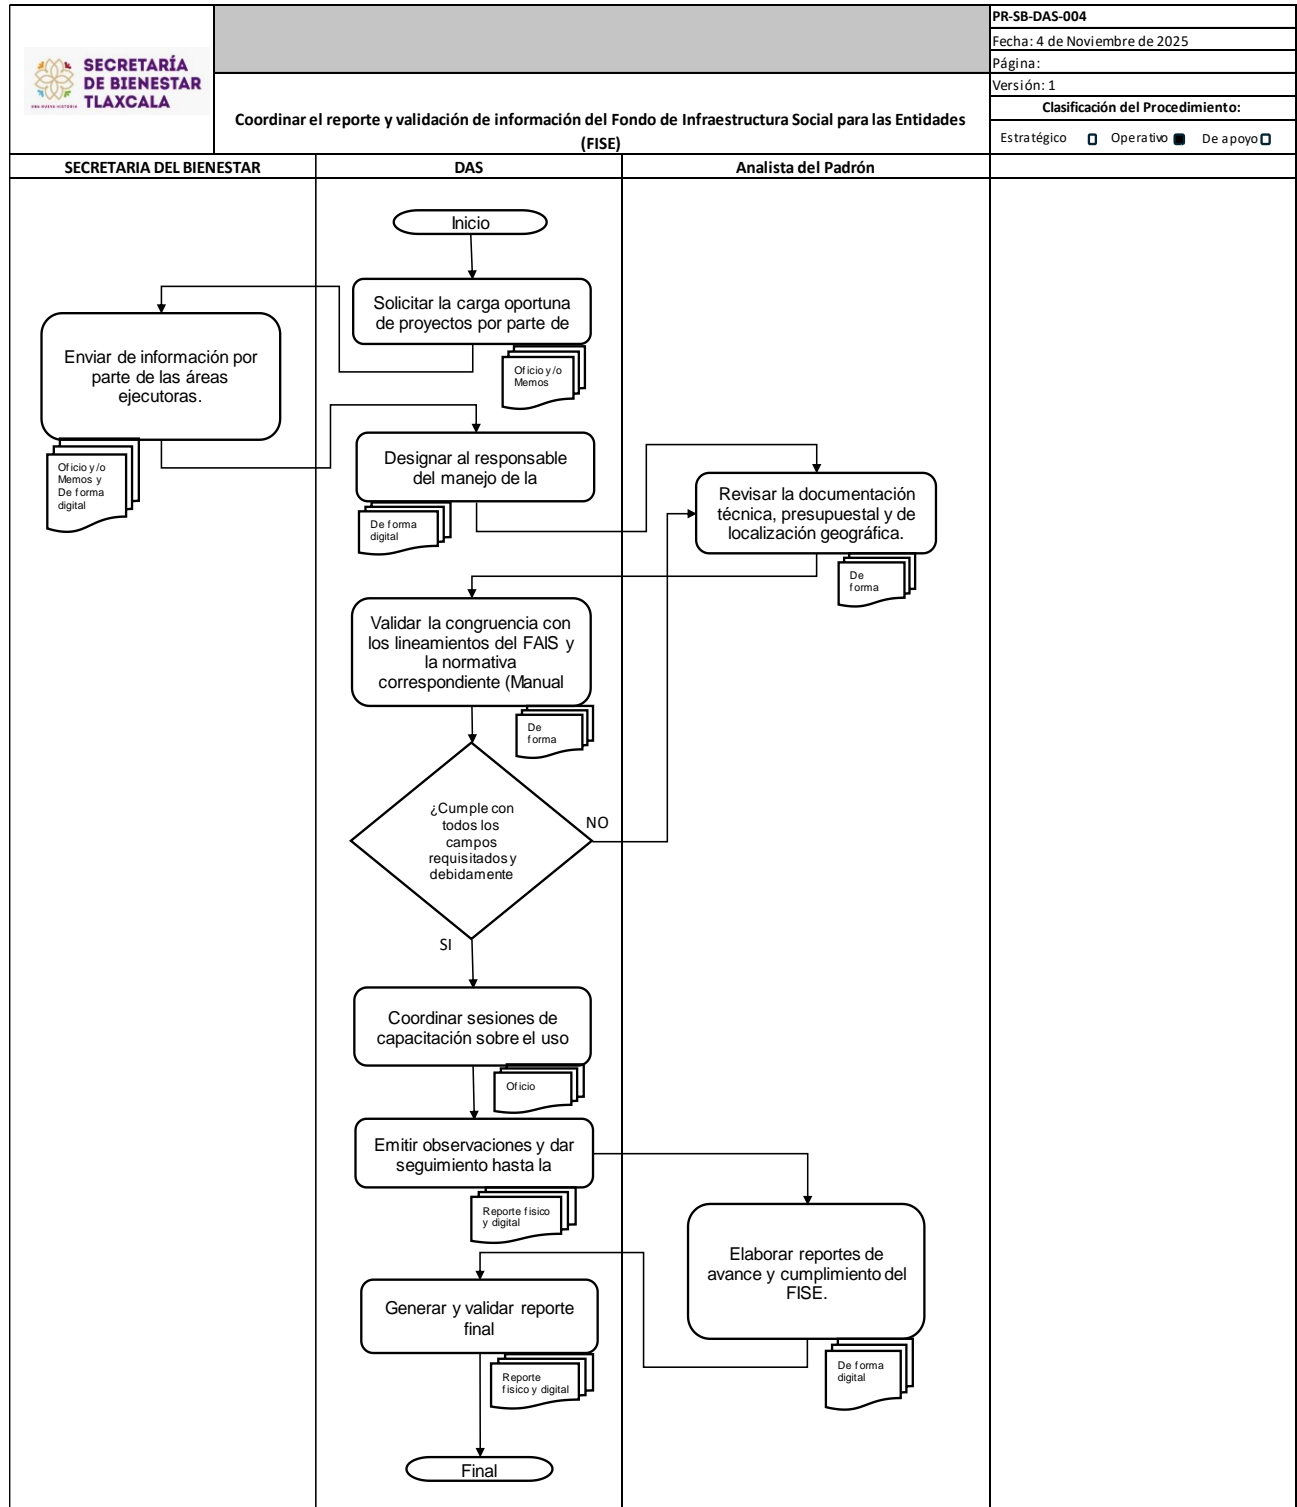 PR-SB-DAS-004
Fecha: 4 de Noviembre de 2025
Página:
Versión: 1
Clasificación del Procedimiento:
Estratégico Operativo De apoyo
SECRETARÍA
DE BIENESTAR
TLAXCALA
UNA NUEVA HISTORIA
Coordinar el reporte y validación de información del Fondo de Infraestructura Social para las Entidades
(FISE)
SECRETARIA DEL BIENESTAR
DAS
Analista del Padrón
Inicio
Solicitar la carga oportuna
de proyectos por parte de
Oficio y/o
Memos
Enviar de información por
parte de las áreas
ejecutoras.
Oficio y/o
Memos y
De forma
digital
Designar al responsable
del manejo de la
De forma
digital
Revisar la documentación
técnica, presupuestal y de
localización geográfica.
De
forma
Validar la congruencia con
los lineamientos del FAIS y
la normativa
correspondiente (Manual
De
forma
¿Cumple con
todos los
campos
requisitados y
debidamente
NO
SI
Coordinar sesiones de
capacitación sobre el uso
Oficio
Emitir observaciones y dar
seguimiento hasta la
Reporte fisico
y digital
Elaborar reportes de
avance y cumplimiento del
FISE.
De forma
digital
Generar y validar reporte
final
Reporte
fisico y digital
Final